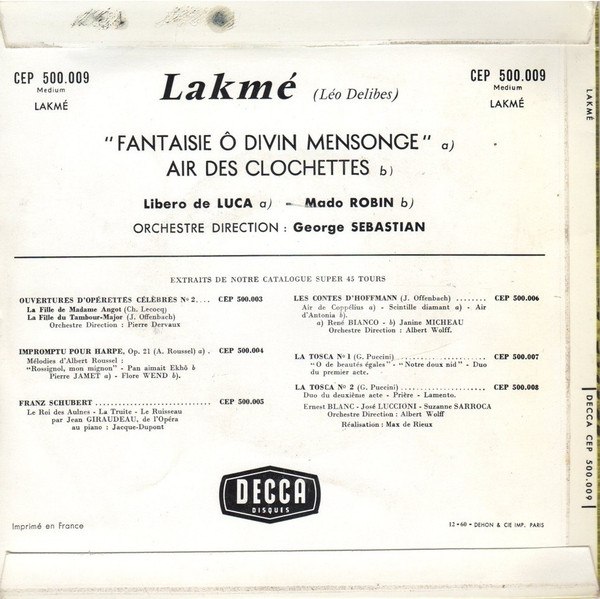 CEP 500.009
Medium
LAKMÉ
Lakmé (Léo Delibes)
CEP 500.009
Medium
LAKMÉ
"FANTAISIE Ô DIVIN MENSONGE" a)
AIR DES CLOCHETTES b)
Libero de LUCA a) - Mado ROBIN b)
ORCHESTRE DIRECTION : George SEBASTIAN
EXTRAITS DE NOTRE CATALOGUE SUPER 45 TOURS
OUVERTURES D'OPÉRETTES CÉLÈBRES Nº 2.... CEP 500.003
La Fille de Madame Angot (Ch. Lecocq)
La Fille du Tambour-Major (J. Offenbach)
Orchestre Direction : Pierre Dervaux
IMPROMPTU POUR HARPE, Op. 21 (A. Roussel) a) . CEP 500.004
Mélodies d'Albert Roussel :
"Rossignol, mon mignon" - Pan aimait Ekhô b
Pierre JAMET a) - Flore WEND b).
FRANZ SCHUBERT ........................ CEP 500.005
Le Roi des Aulnes - La Truite - Le Ruisseau
par Jean GIRAUDEAU, de l'Opéra
au piano : Jacque-Dupont
LES CONTES D'HOFFMANN (J. Offenbach) ........ CEP 500.006
Air de Coppélius a) - Scintille diamant a) - Air
d'Antonia b).
a) René BIANCO - b) Janine MICHEAU
Orchestre Direction : Albert Wolff.
LA TOSCA Nº 1 (G. Puccini) .................. CEP 500.007
"O de beautés égales" - "Notre doux nid" - Duo
du premier acte.
LA TOSCA Nº 2 (G. Puccini) .................. CEP 500.008
Duo du deuxième acte - Prière - Lamento.
Ernest BLANC - José LUCCIONI - Suzanne SARROCA
Orchestre Direction : Albert Wolff
Réalisation : Max de Rieux
DECCA
DISQUES
Imprimé en France
12-60 - DEHON & CIE IMP. PARIS
LAKMÉ
DECCA CEP 500.009